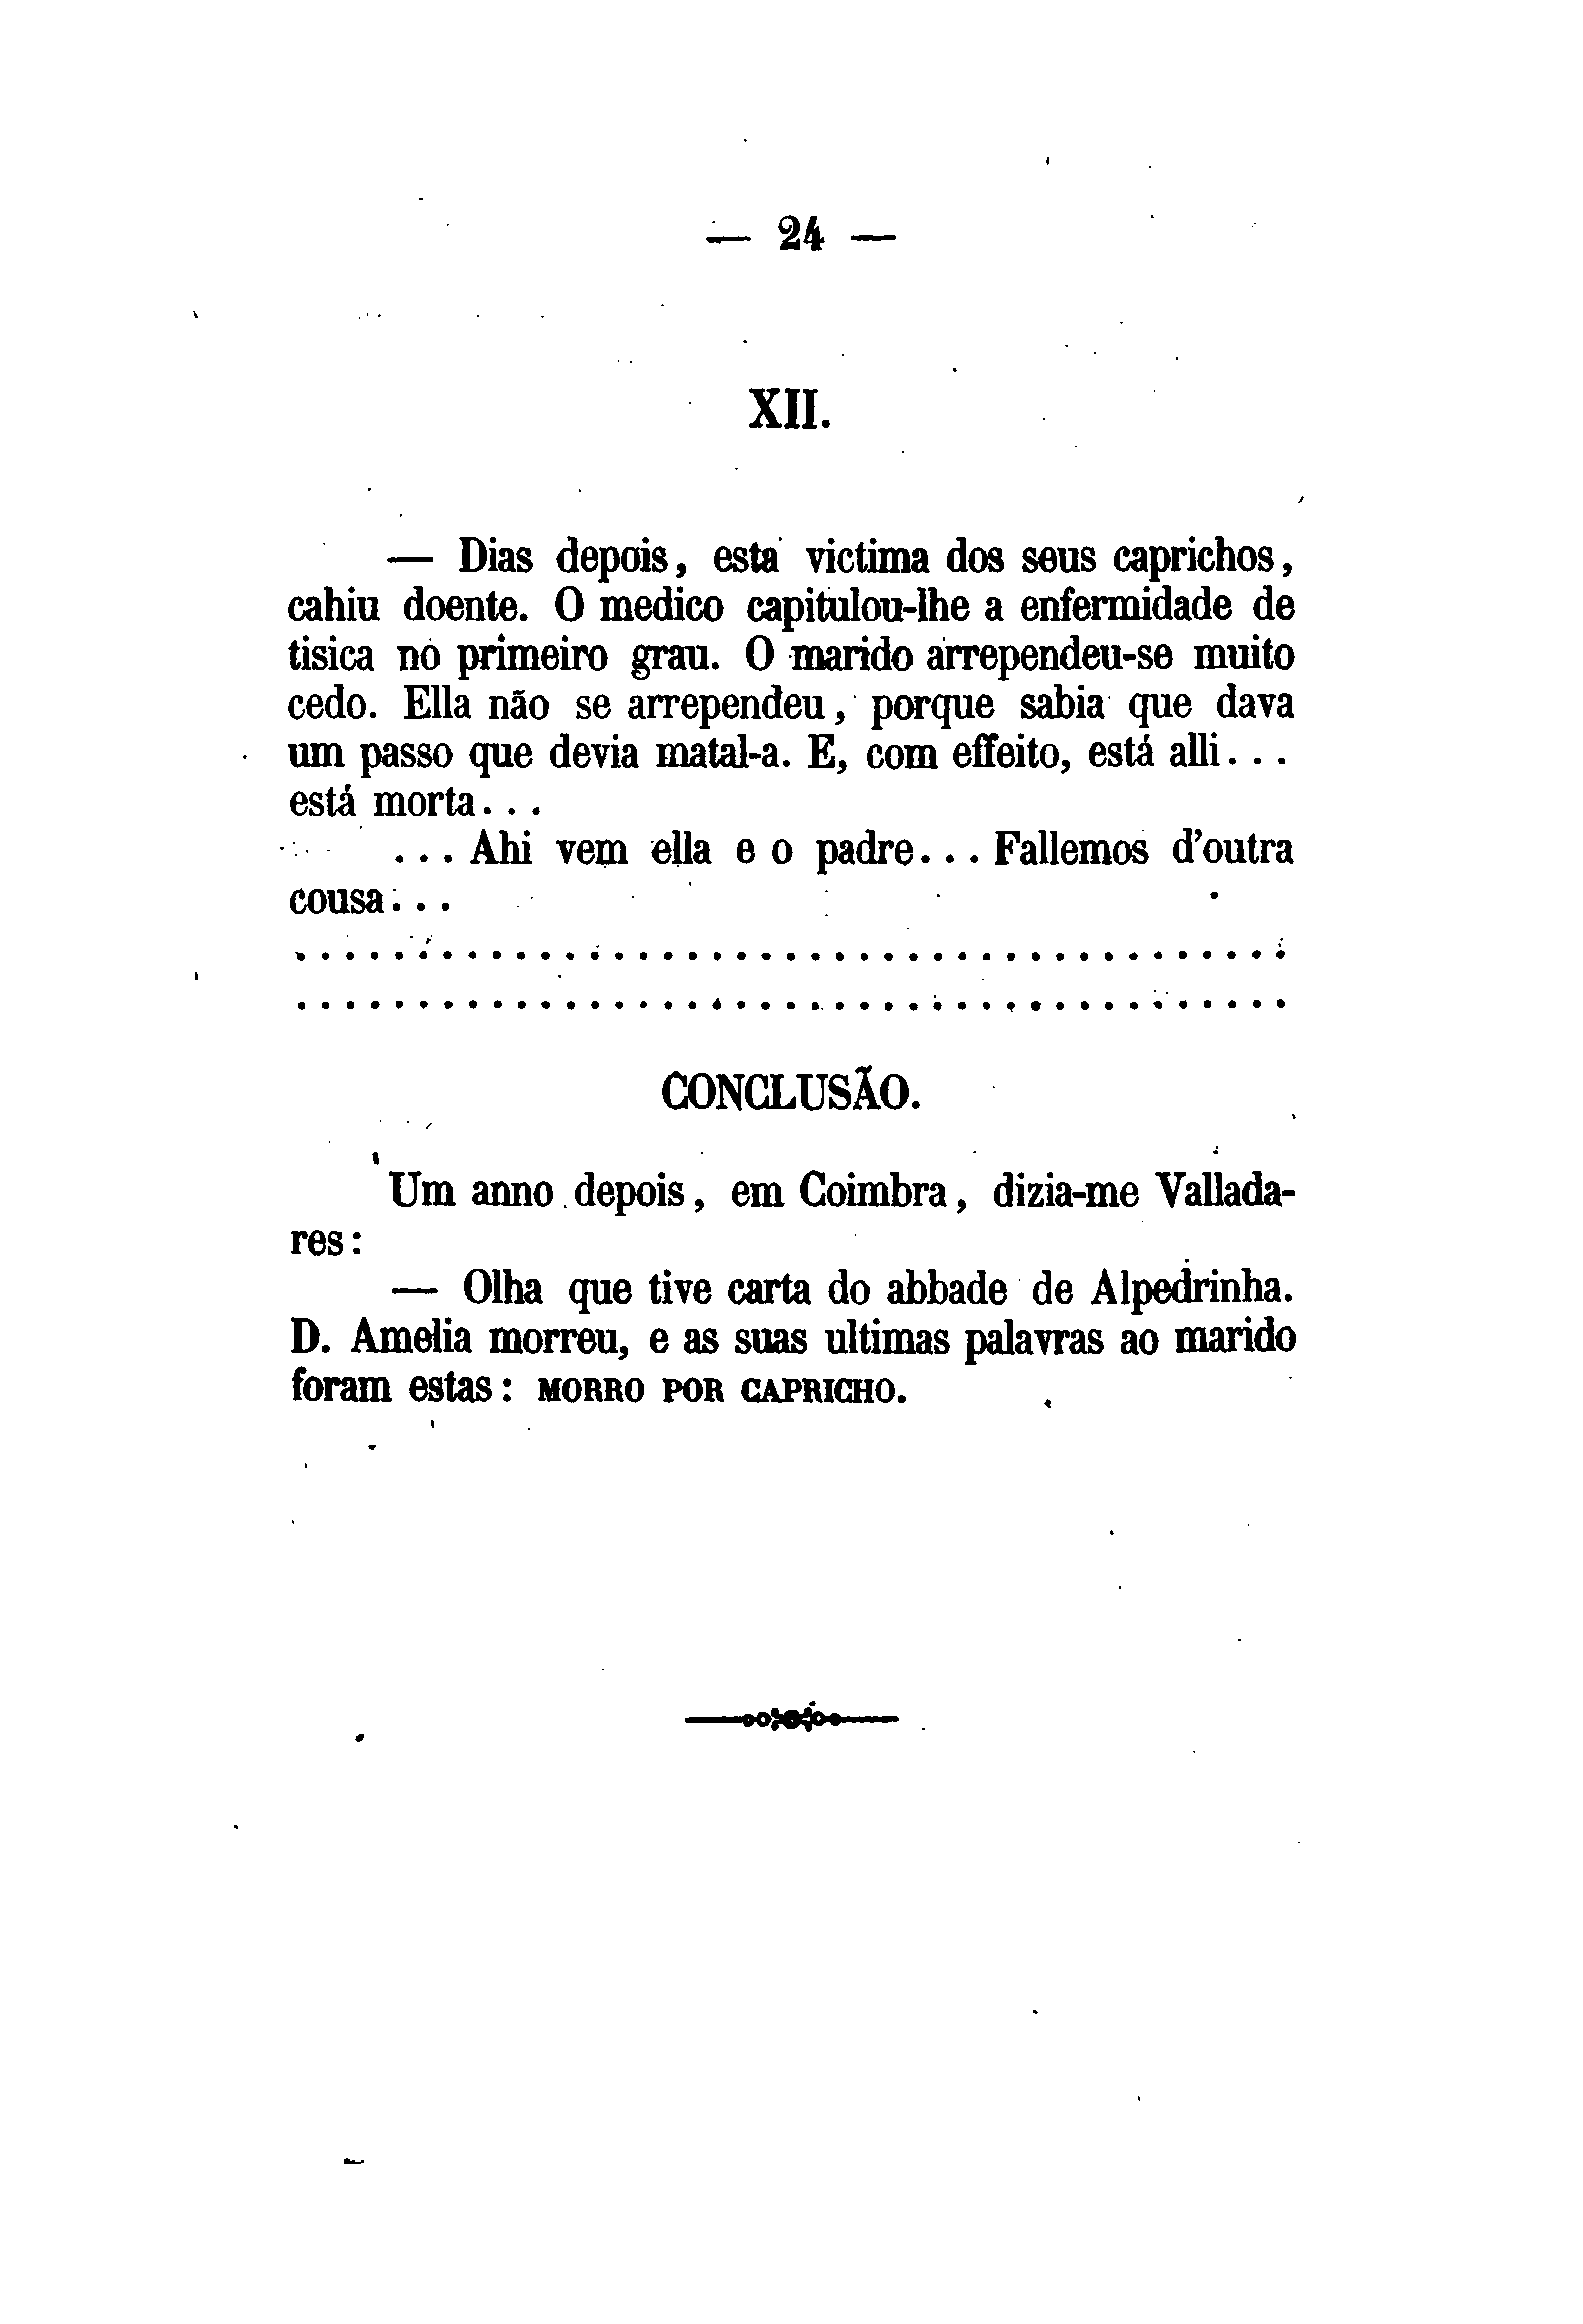 — 24 —
XII.
— Dias depois, esta victima dos seus caprichos,
cahiu doente. O medico capitulou-lhe a enfermidade de
tisica no primeiro grau. O marido arrependeu-se muito
cedo. Ella não se arrependeu, porque sabia que dava
um passo que devia matal-a. E, com effeito, está alli...
está morta...
...Ahi vem ella e o padre... Fallemos d'outra
cousa...
.........................................
.........................................
CONCLUSÃO.
Um anno depois, em Coimbra, dizia-me Vallada-
res:
— Olha que tive carta do abbade de Alpedrinha.
D. Amelia morreu, e as suas ultimas palavras ao marido
foram estas: MORRO POR CAPRICHO.